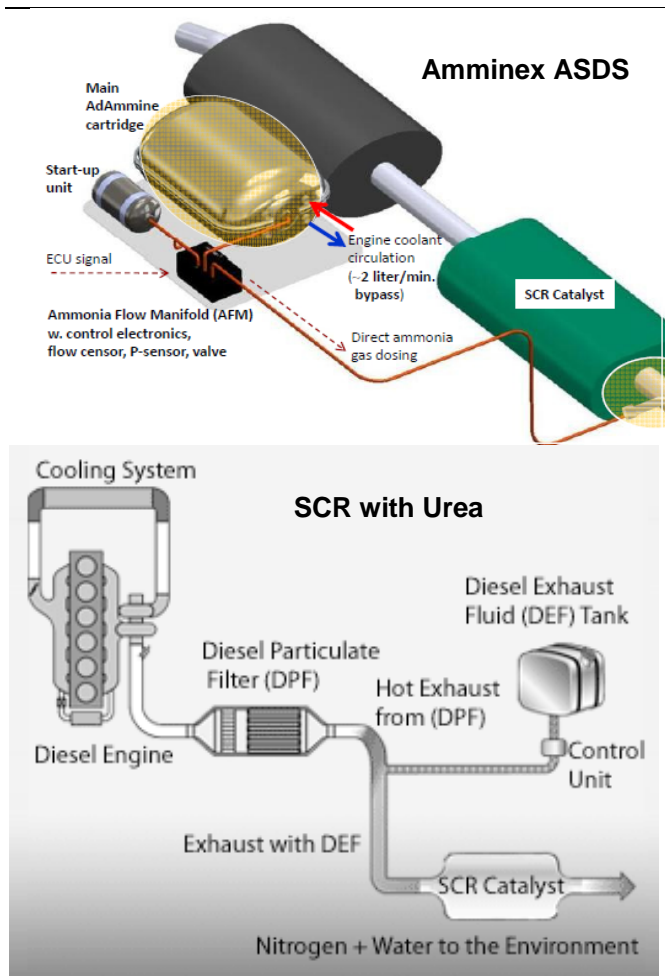 Amminex ASDS
Main
AdAmmine
cartridge
Start-up
unit
ECU signal
Engine coolant
circulation
(~2 liter/min.
bypass)
SCR Catalyst
Ammonia Flow Manifold (AFM)
w. control electronics,
flow censor, P-sensor, valve
Direct ammonia
gas dosing
Cooling System
SCR with Urea
Diesel Exhaust
Fluid (DEF) Tank
Diesel Particulate
Filter (DPF)
Hot Exhaust
from (DPF)
Diesel Engine
Control
Unit
Exhaust with DEF
SCR Catalyst
Nitrogen + Water to the Environment